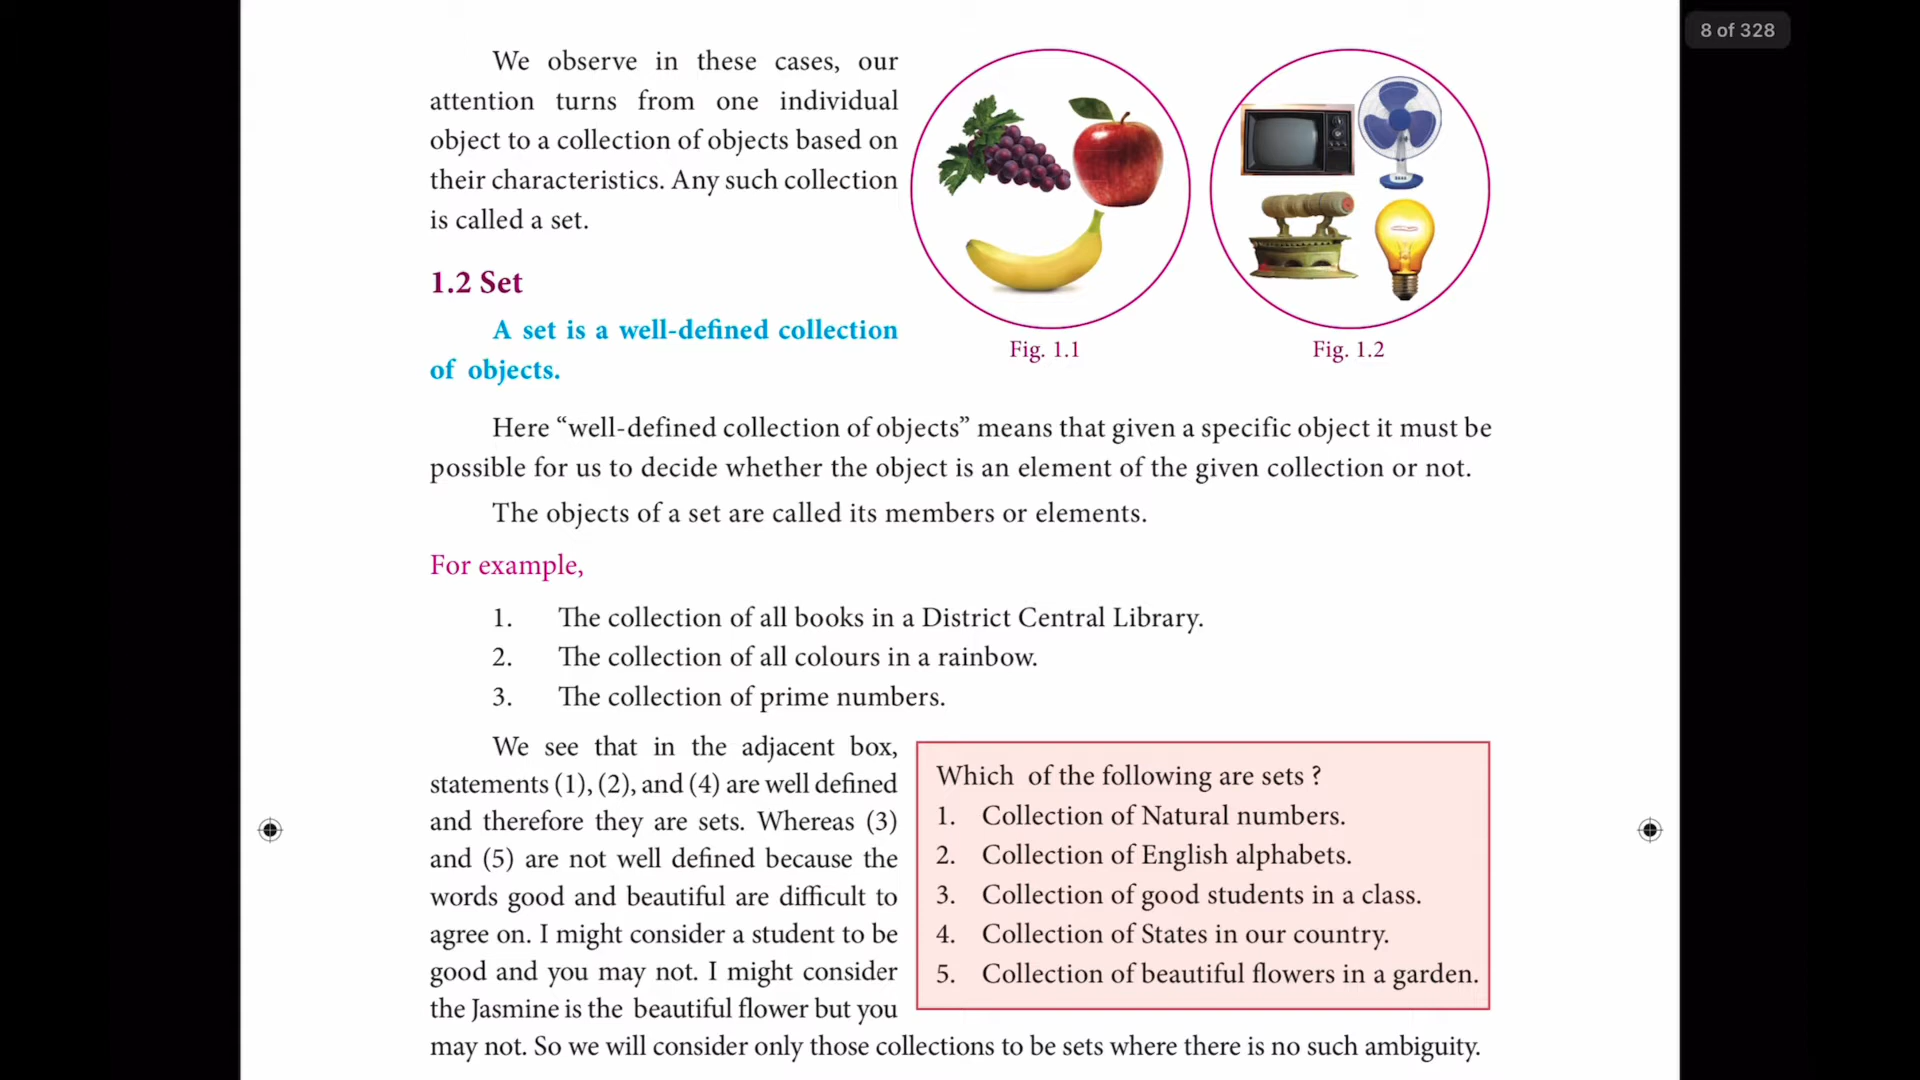 8 of 328
We observe in these cases, our
attention turns from one individual
object to a collection of objects based on
their characteristics. Any such collection
is called a set.
1.2 Set
A set is a well-defined collection
of objects.
Fig. 1.1
Fig. 1.2
Here “well-defined collection of objects” means that given a specific object it must be
possible for us to decide whether the object is an element of the given collection or not.
The objects of a set are called its members or elements.
For example,
1. The collection of all books in a District Central Library.
2. The collection of all colours in a rainbow.
3. The collection of prime numbers.
We see that in the adjacent box,
statements (1), (2), and (4) are well defined
and therefore they are sets. Whereas (3)
and (5) are not well defined because the
words good and beautiful are difficult to
agree on. I might consider a student to be
good and you may not. I might consider
the Jasmine is the beautiful flower but you
may not. So we will consider only those collections to be sets where there is no such ambiguity.
Which of the following are sets ?
1. Collection of Natural numbers.
2. Collection of English alphabets.
3. Collection of good students in a class.
4. Collection of States in our country.
5. Collection of beautiful flowers in a garden.